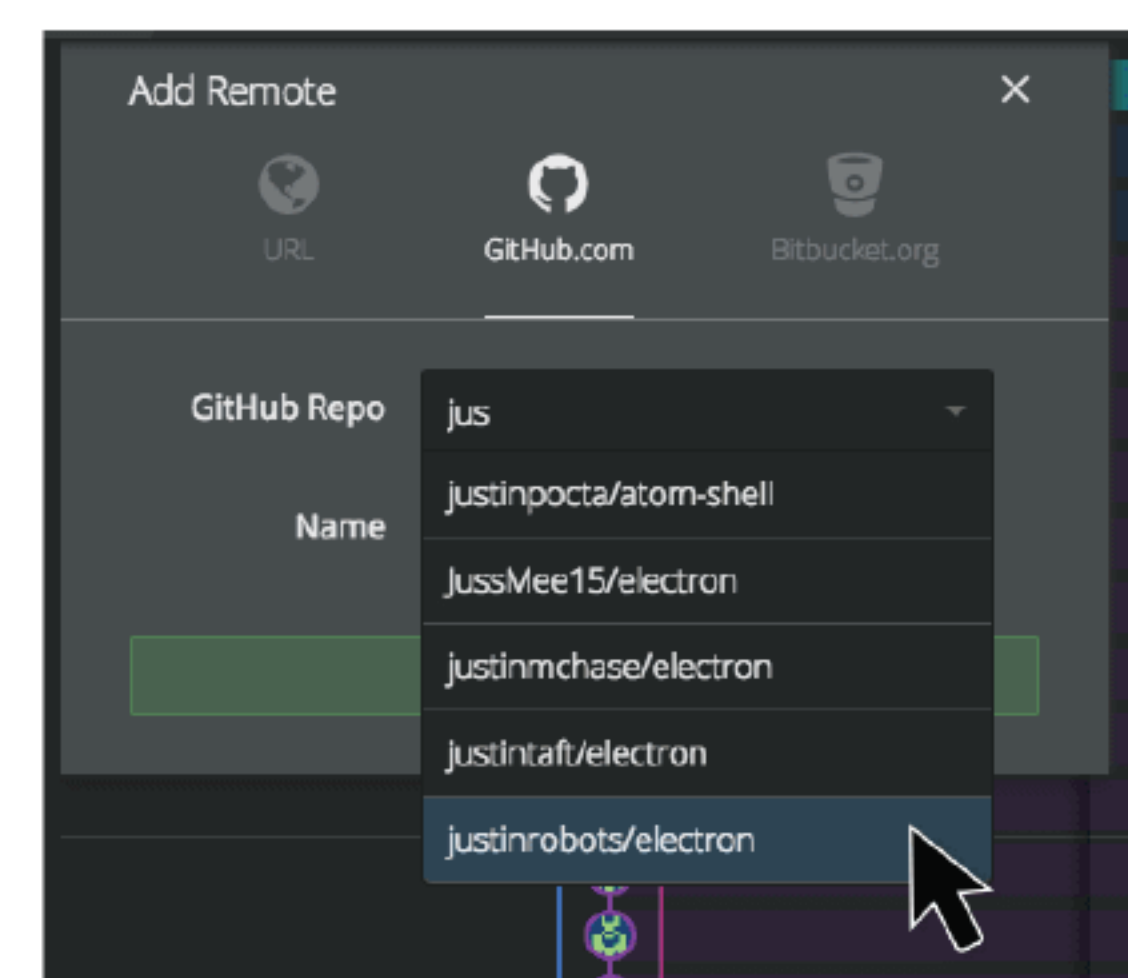 Add Remote
URL
GitHub.com
Bitbucket.org
GitHub Repo
jus
justinpocta/atom-shell
Name
JussMee15/electron
justinmchase/electron
justintaft/electron
justinrobots/electron